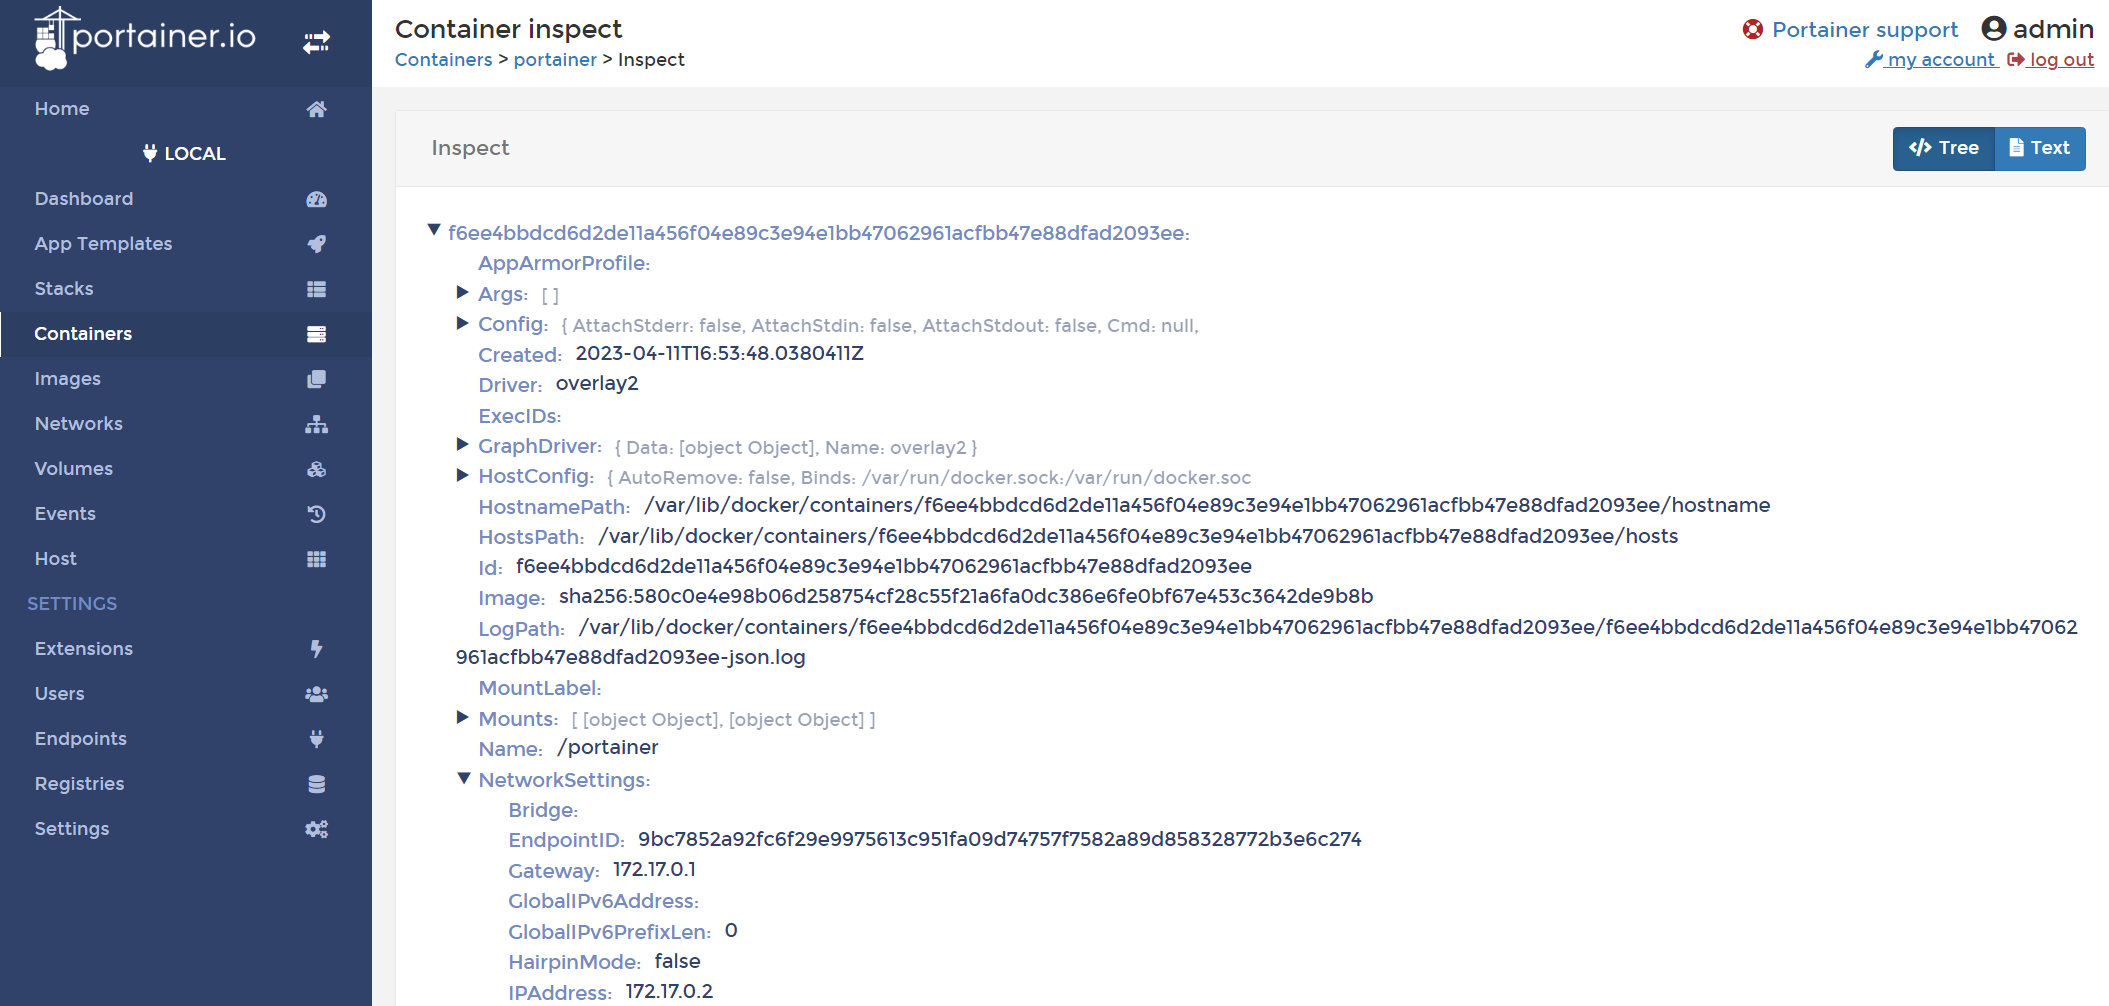 portainer.io
Home
LOCAL
Dashboard
App Templates
Stacks
Containers
Images
Networks
Volumes
Events
Host
SETTINGS
Extensions
Users
Endpoints
Registries
Settings
Container inspect
Containers > portainer > Inspect
Portainer support admin
my account log out
Inspect
Tree Text
f6ee4bbdcd6d2de11a456f04e89c3e94e1bb47062961acfbb47e88dfad2093ee:
AppArmorProfile:
Args: [ ]
Config: { AttachStderr: false, AttachStdin: false, AttachStdout: false, Cmd: null,
Created: 2023-04-11T16:53:48.0380411Z
Driver: overlay2
ExecIDs:
GraphDriver: { Data: [object Object], Name: overlay2 }
HostConfig: { AutoRemove: false, Binds: /var/run/docker.sock:/var/run/docker.soc
HostnamePath: /var/lib/docker/containers/f6ee4bbdcd6d2de11a456f04e89c3e94e1bb47062961acfbb47e88dfad2093ee/hostname
HostsPath: /var/lib/docker/containers/f6ee4bbdcd6d2de11a456f04e89c3e94e1bb47062961acfbb47e88dfad2093ee/hosts
Id: f6ee4bbdcd6d2de11a456f04e89c3e94e1bb47062961acfbb47e88dfad2093ee
Image: sha256:580c0e4e98b06d258754cf28c55f21a6fa0dc386e6fe0bf67e453c3642de9b8b
LogPath: /var/lib/docker/containers/f6ee4bbdcd6d2de11a456f04e89c3e94e1bb47062961acfbb47e88dfad2093ee/f6ee4bbdcd6d2de11a456f04e89c3e94e1bb47062
961acfbb47e88dfad2093ee-json.log
MountLabel:
Mounts: [ [object Object], [object Object] ]
Name: /portainer
NetworkSettings:
Bridge:
EndpointID: 9bc7852a92fc6f29e9975613c951fa09d74757f7582a89d858328772b3e6c274
Gateway: 172.17.0.1
GlobalIPv6Address:
GlobalIPv6PrefixLen: 0
HairpinMode: false
IPAddress: 172.17.0.2